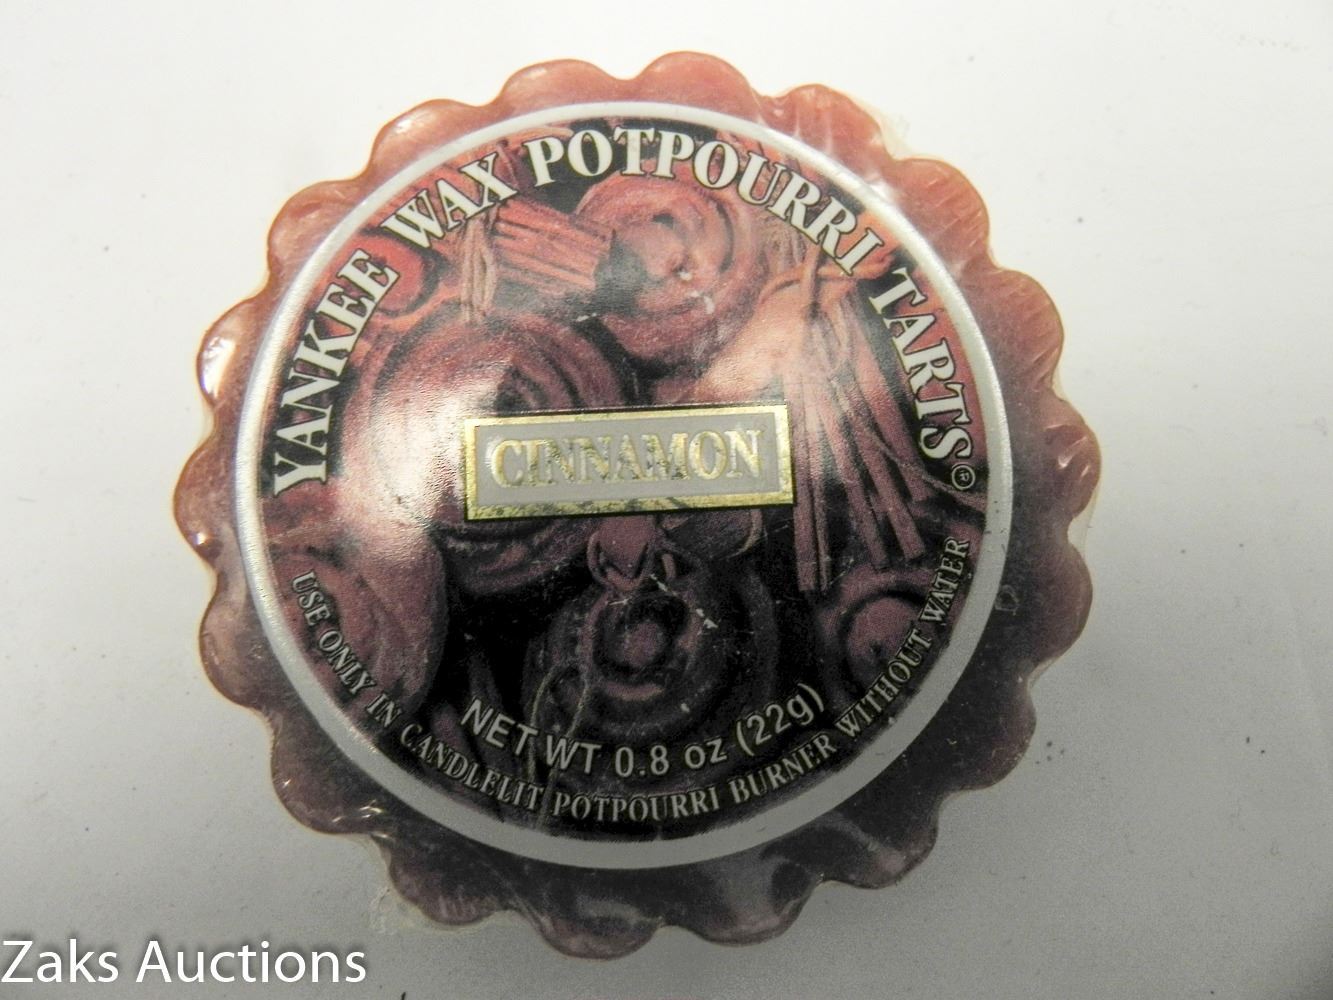 YANKEE WAX POTPOURRI TARTS®
CINNAMON
NET WT 0.8 oz (22g)
USE ONLY IN CANDLELIT POTPOURRI BURNER WITHOUT WATER
Zaks Auctions